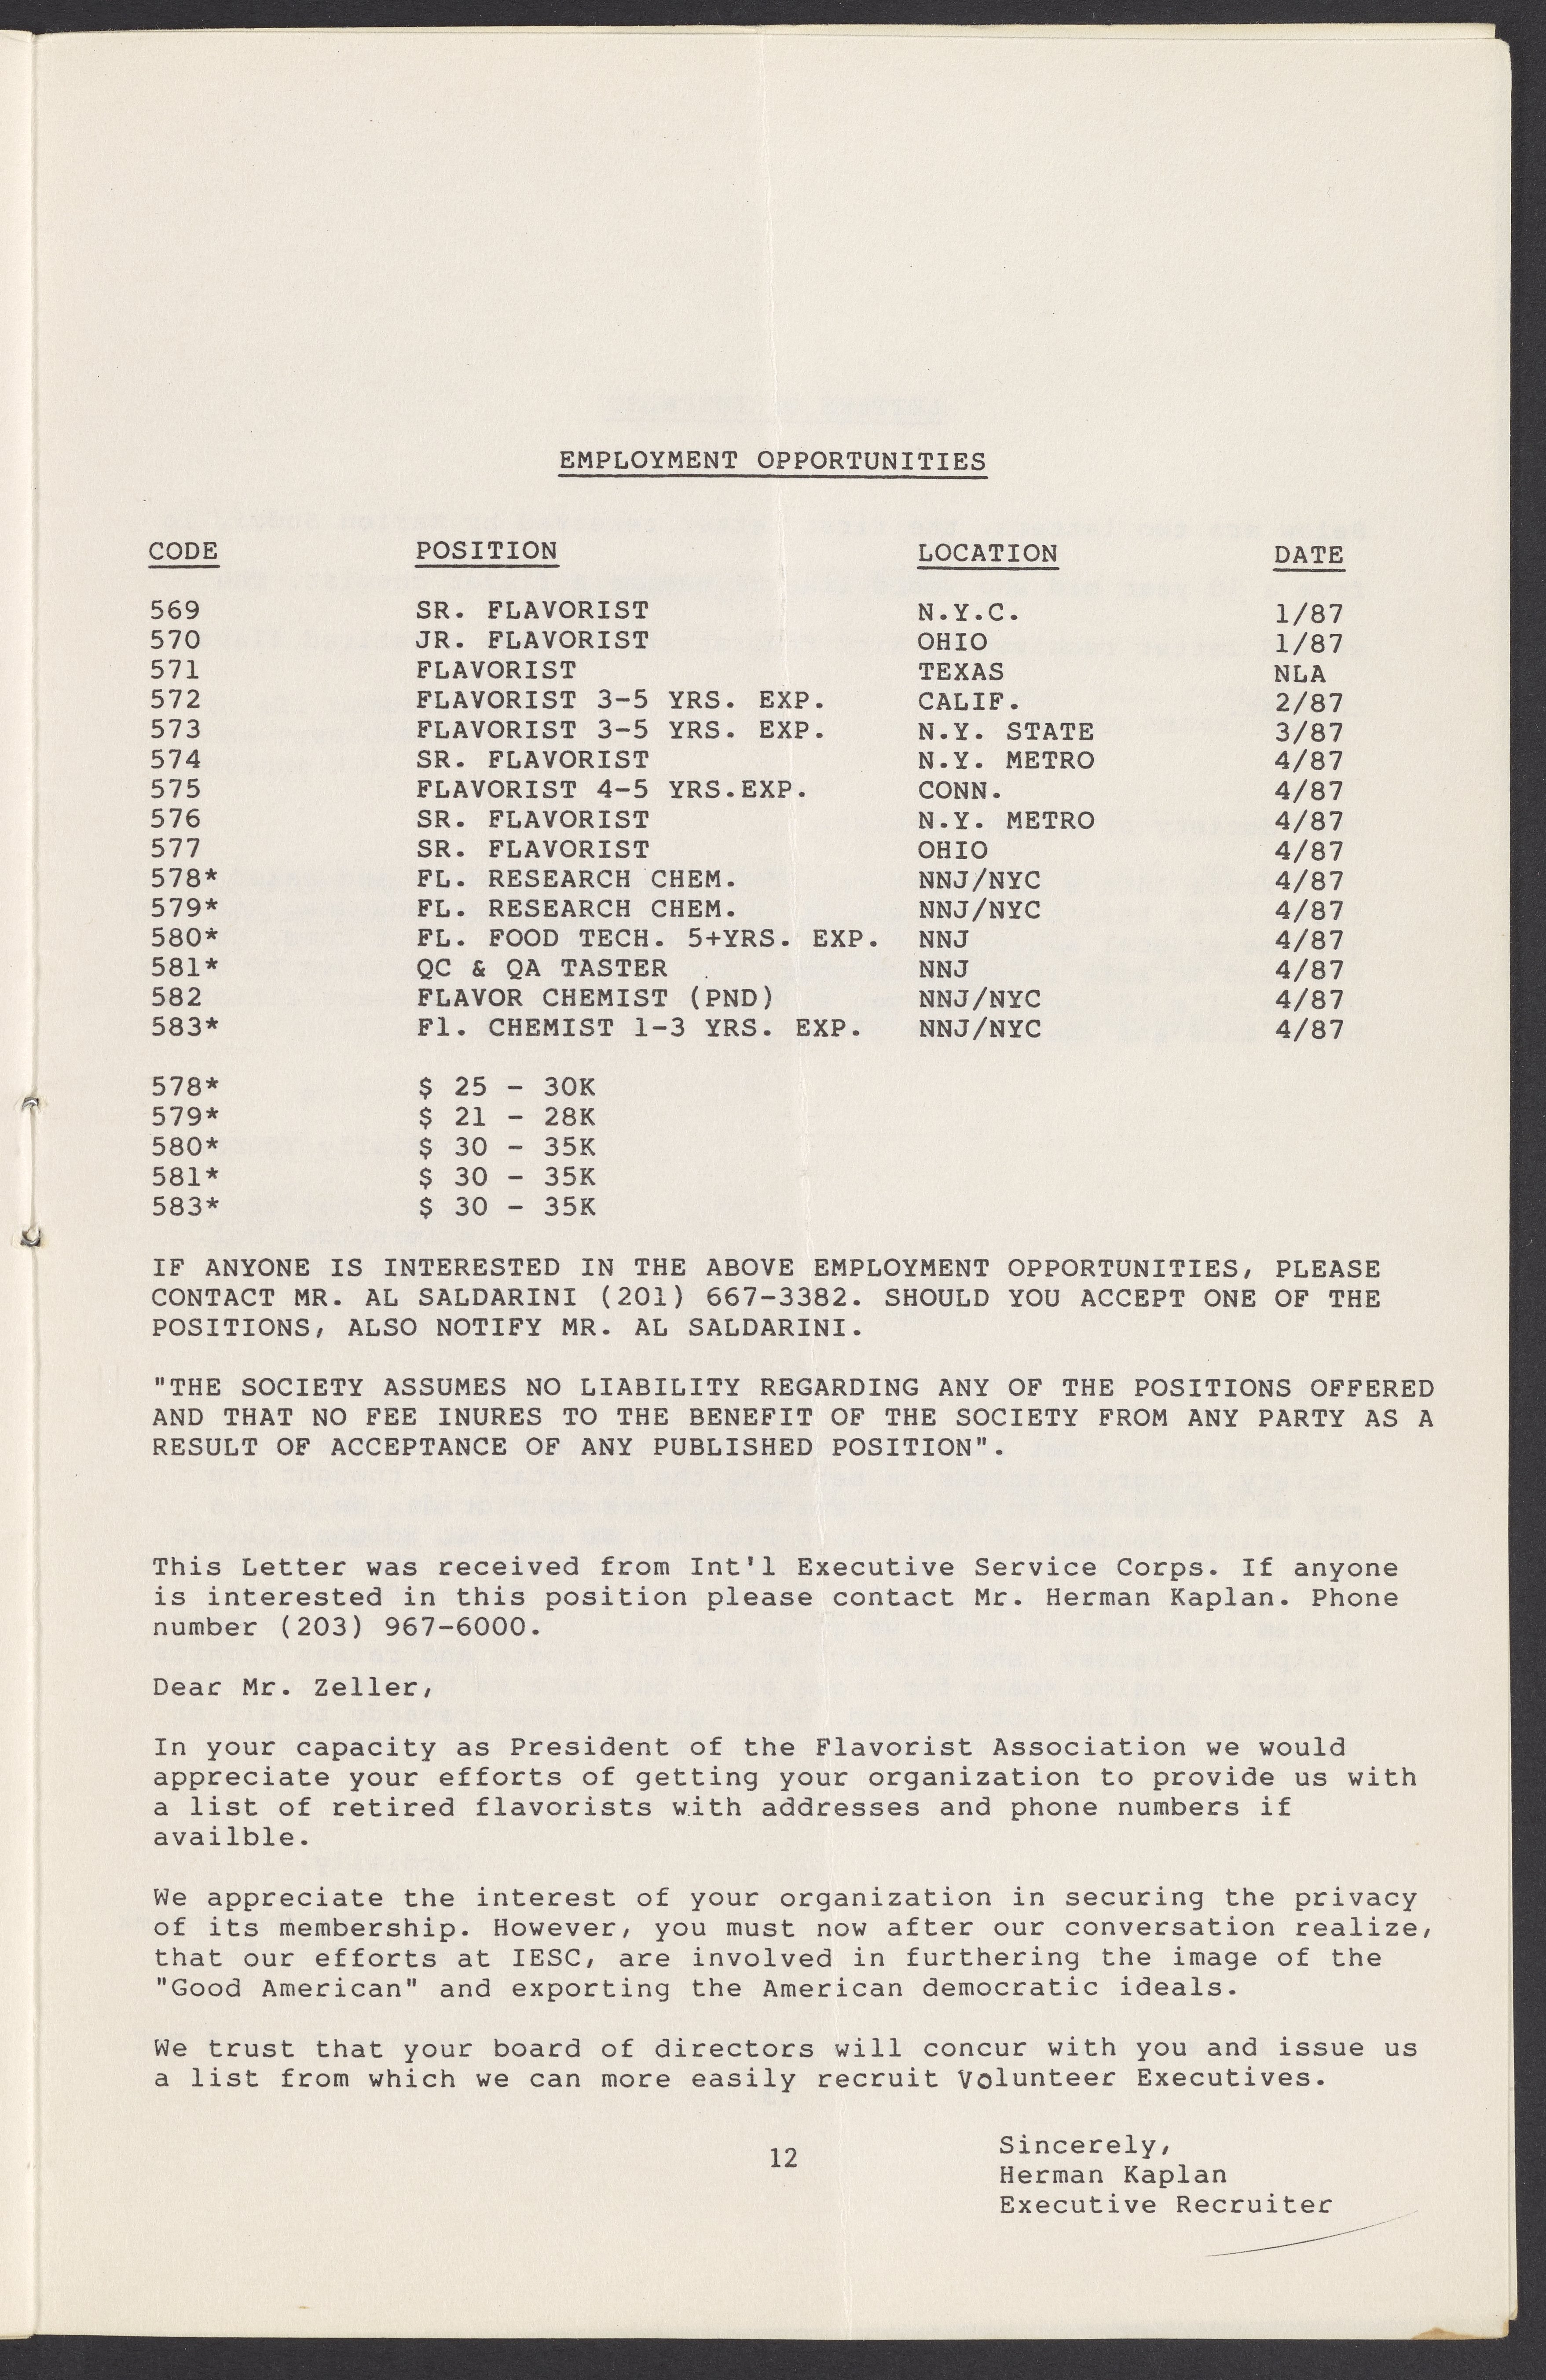 EMPLOYMENT OPPORTUNITIES
CODE POSITION LOCATION DATE
569 SR. FLAVORIST N.Y.C. 1/87
570 JR. FLAVORIST OHIO 1/87
571 FLAVORIST TEXAS NLA
572 FLAVORIST 3-5 YRS. EXP. CALIF. 2/87
573 FLAVORIST 3-5 YRS. EXP. N.Y. STATE 3/87
574 SR. FLAVORIST N.Y. METRO 4/87
575 FLAVORIST 4-5 YRS.EXP. CONN. 4/87
576 SR. FLAVORIST N.Y. METRO 4/87
577 SR. FLAVORIST OHIO 4/87
578* FL. RESEARCH CHEM. NNJ/NYC 4/87
579* FL. RESEARCH CHEM. NNJ/NYC 4/87
580* FL. FOOD TECH. 5+YRS. EXP. NNJ 4/87
581* QC & QA TASTER NNJ 4/87
582 FLAVOR CHEMIST (PND) NNJ/NYC 4/87
583* Fl. CHEMIST 1-3 YRS. EXP. NNJ/NYC 4/87
578* $ 25 - 30K
579* $ 21 - 28K
580* $ 30 - 35K
581* $ 30 - 35K
583* $ 30 - 35K
IF ANYONE IS INTERESTED IN THE ABOVE EMPLOYMENT OPPORTUNITIES, PLEASE
CONTACT MR. AL SALDARINI (201) 667-3382. SHOULD YOU ACCEPT ONE OF THE
POSITIONS, ALSO NOTIFY MR. AL SALDARINI.
"THE SOCIETY ASSUMES NO LIABILITY REGARDING ANY OF THE POSITIONS OFFERED
AND THAT NO FEE INURES TO THE BENEFIT OF THE SOCIETY FROM ANY PARTY AS A
RESULT OF ACCEPTANCE OF ANY PUBLISHED POSITION".
This Letter was received from Int'l Executive Service Corps. If anyone
is interested in this position please contact Mr. Herman Kaplan. Phone
number (203) 967-6000.
Dear Mr. Zeller,
In your capacity as President of the Flavorist Association we would
appreciate your efforts of getting your organization to provide us with
a list of retired flavorists with addresses and phone numbers if
availble.
We appreciate the interest of your organization in securing the privacy
of its membership. However, you must now after our conversation realize,
that our efforts at IESC, are involved in furthering the image of the
"Good American" and exporting the American democratic ideals.
We trust that your board of directors will concur with you and issue us
a list from which we can more easily recruit Volunteer Executives.
Sincerely,
Herman Kaplan
Executive Recruiter
12